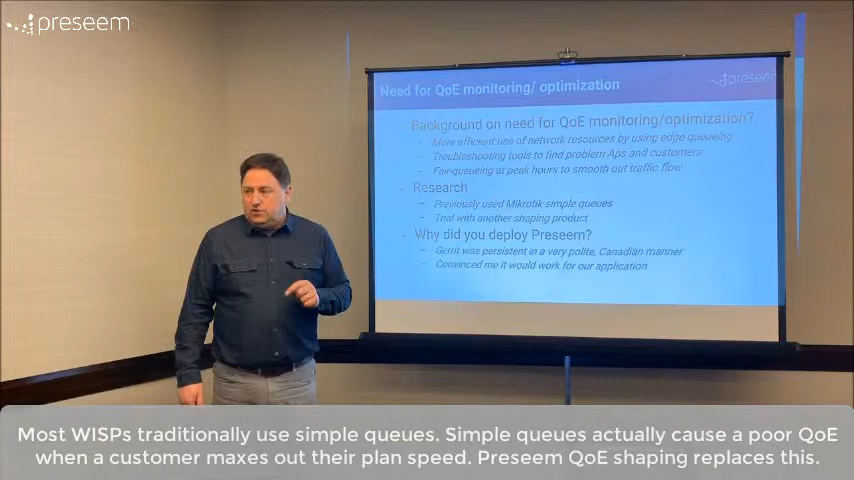 preseem
Need for QoE monitoring/ optimization
preseem
Background on need for QoE monitoring/optimization?
- More efficient use of network resources by using edge queueing
- Troubleshooting tools to find problem Aps and customers
- Fair-queueing at peak hours to smooth out traffic flow
- Research
- Previously used Mikrotik simple queues
- Trial with another shaping product
- Why did you deploy Preseem?
- Gerrit was persistent in a very polite, Canadian manner
- Convinced me it would work for our application
Most WISPs traditionally use simple queues. Simple queues actually cause a poor QoE
when a customer maxes out their plan speed. Preseem QoE shaping replaces this.